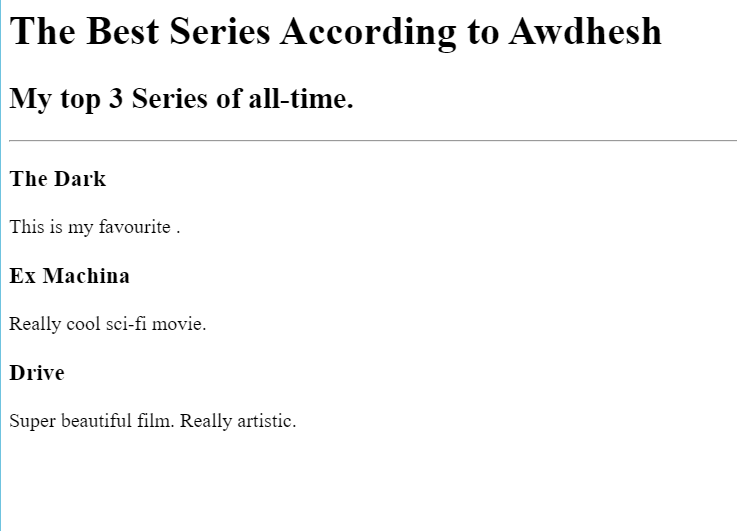 The Best Series According to Awdhesh
My top 3 Series of all-time.
The Dark
This is my favourite .
Ex Machina
Really cool sci-fi movie.
Drive
Super beautiful film. Really artistic.